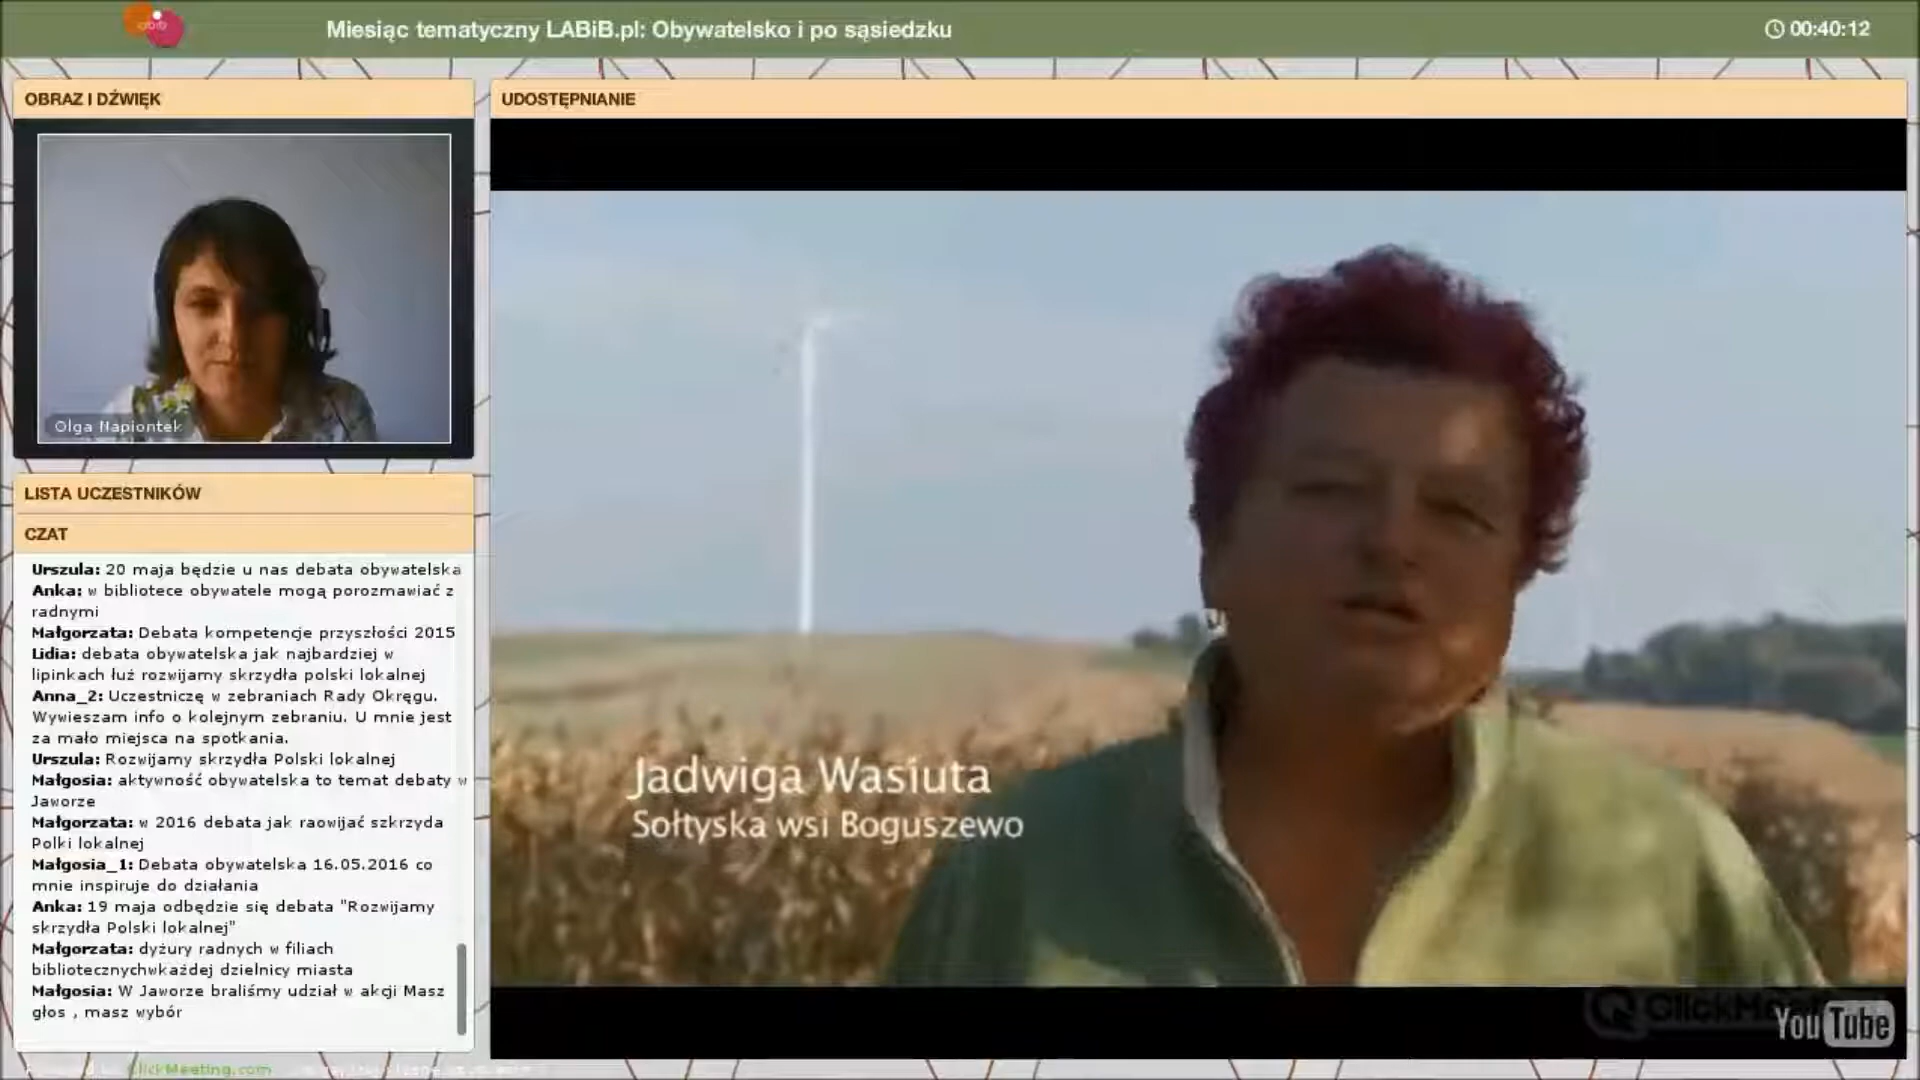 Miesiąc tematyczny LABiB.pl: Obywatelsko i po sąsiedzku
00:40:12
OBRAZ I DŹWIĘK
Olga Napiontek
LISTA UCZESTNIKÓW
CZAT
Urszula: 20 maja będzie u nas debata obywatelska
Anka: w bibliotece obywatele mogą porozmawiać z
radnymi
Małgorzata: Debata kompetencje przyszłości 2015
Lidia: debata obywatelska jak najbardziej w
lipinkach łuż rozwijamy skrzydła polski lokalnej
Anna_2: Uczestniczę w zebraniach Rady Okręgu.
Wywieszam info o kolejnym zebraniu. U mnie jest
za mało miejsca na spotkania.
Urszula: Rozwijamy skrzydła Polski lokalnej
Małgosia: aktywność obywatelska to temat debaty w
Jaworze
Małgorzata: w 2016 debata jak raowijać szkrzyda
Polki lokalnej
Małgosia_1: Debata obywatelska 16.05.2016 co
mnie inspiruje do działania
Anka: 19 maja odbędzie się debata "Rozwijamy
skrzydła Polski lokalnej"
Małgorzata: dyżury radnych w filiach
bibliotecznychwkażdej dzielnicy miasta
Małgosia: W Jaworze braliśmy udział w akcji Masz
głos , masz wybór
ClickMeeting.com
UDOSTĘPNIANIE
Jadwiga Wasiuta
Sołtyska wsi Boguszewo
YouTube